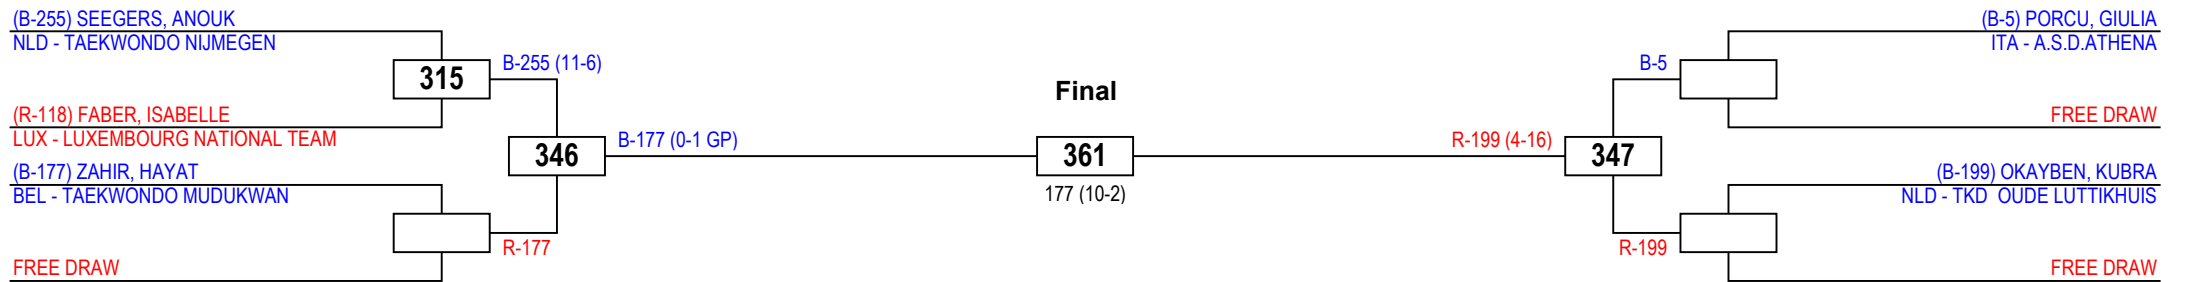 (B-255) SEEGERS, ANOUK
NLD - TAEKWONDO NIJMEGEN
315
B-255 (11-6)
(R-118) FABER, ISABELLE
LUX - LUXEMBOURG NATIONAL TEAM
346
B-177 (0-1 GP)
(B-177) ZAHIR, HAYAT
BEL - TAEKWONDO MUDUKWAN
R-177
FREE DRAW
Final
361
177 (10-2)
(B-5) PORCU, GIULIA
ITA - A.S.D.ATHENA
B-5
FREE DRAW
R-199 (4-16)
347
(B-199) OKAYBEN, KUBRA
NLD - TKD  OUDE LUTTIKHUIS
R-199
FREE DRAW